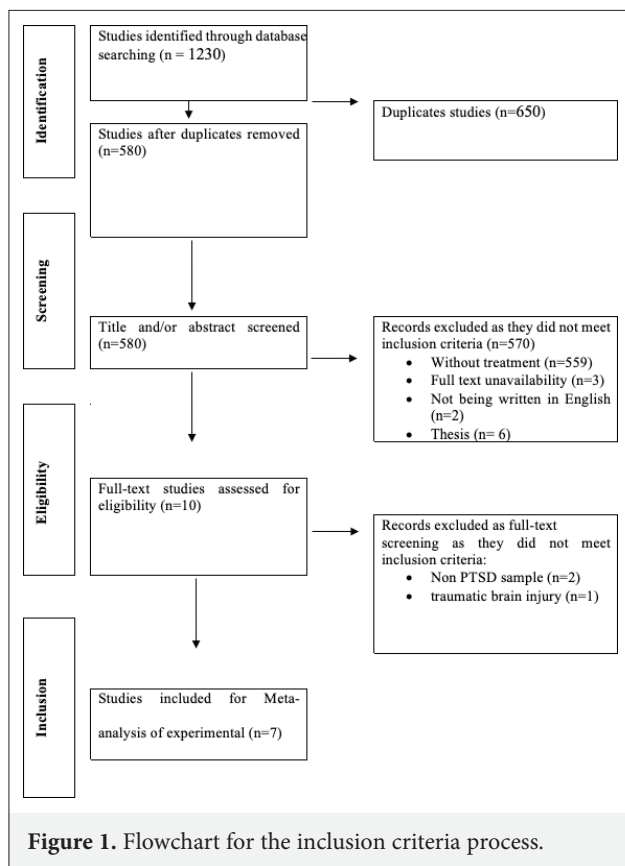 Identification
Studies identified through database
searching (n = 1230)
Duplicates studies (n=650)
Studies after duplicates removed
(n=580)
Screening
Title and/or abstract screened
(n=580)
Records excluded as they did not meet
inclusion criteria (n=570)
• Without treatment (n=559)
• Full text unavailability (n=3)
• Not being written in English
(n=2)
• Thesis (n= 6)
Eligibility
Full-text studies assessed for
eligibility (n=10)
Records excluded as full-text
screening as they did not meet
inclusion criteria:
• Non PTSD sample (n=2)
• traumatic brain injury (n=1)
Inclusion
Studies included for Meta-
analysis of experimental (n=7)
Figure 1. Flowchart for the inclusion criteria process.